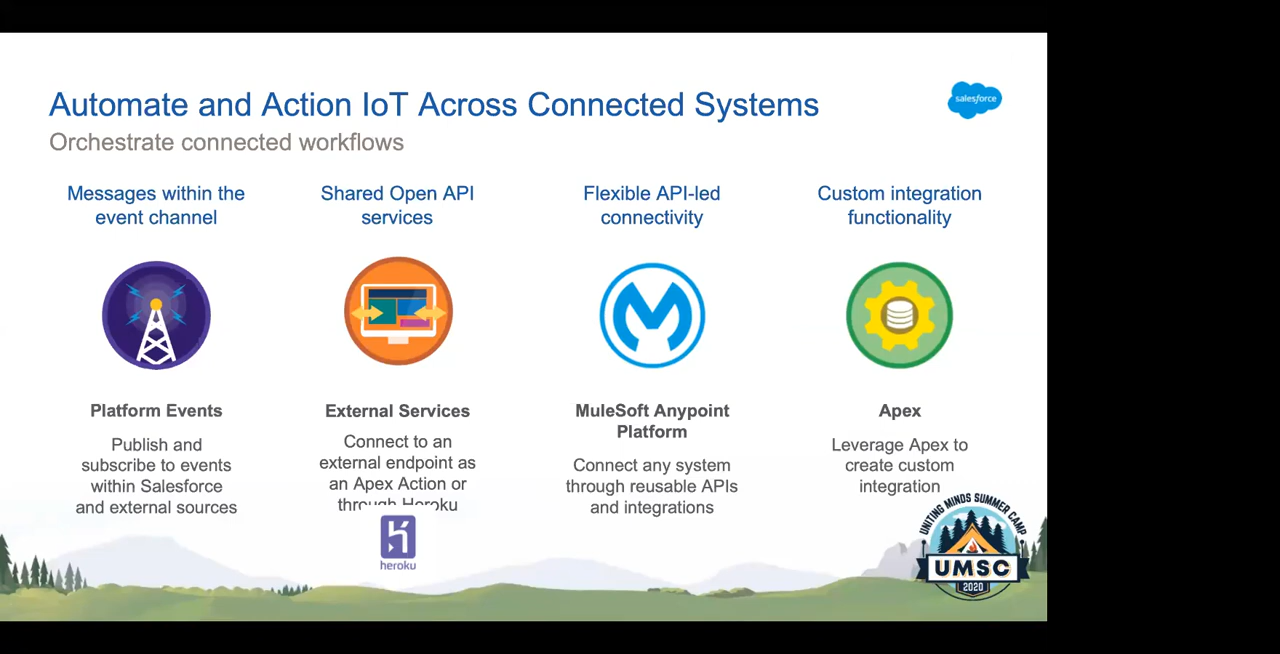 Automate and Action IoT Across Connected Systems
salesforce
Orchestrate connected workflows
Messages within the
event channel
Shared Open API
services
Flexible API-led
connectivity
Custom integration
functionality
Platform Events
Publish and
subscribe to events
within Salesforce
and external sources
External Services
Connect to an
external endpoint as
an Apex Action or
through Heroku
heroku
MuleSoft Anypoint
Platform
Connect any system
through reusable APIs
and integrations
Apex
Leverage Apex to
create custom
integration
UNITING MINDS SUMMER CAMP
UMSC
2020